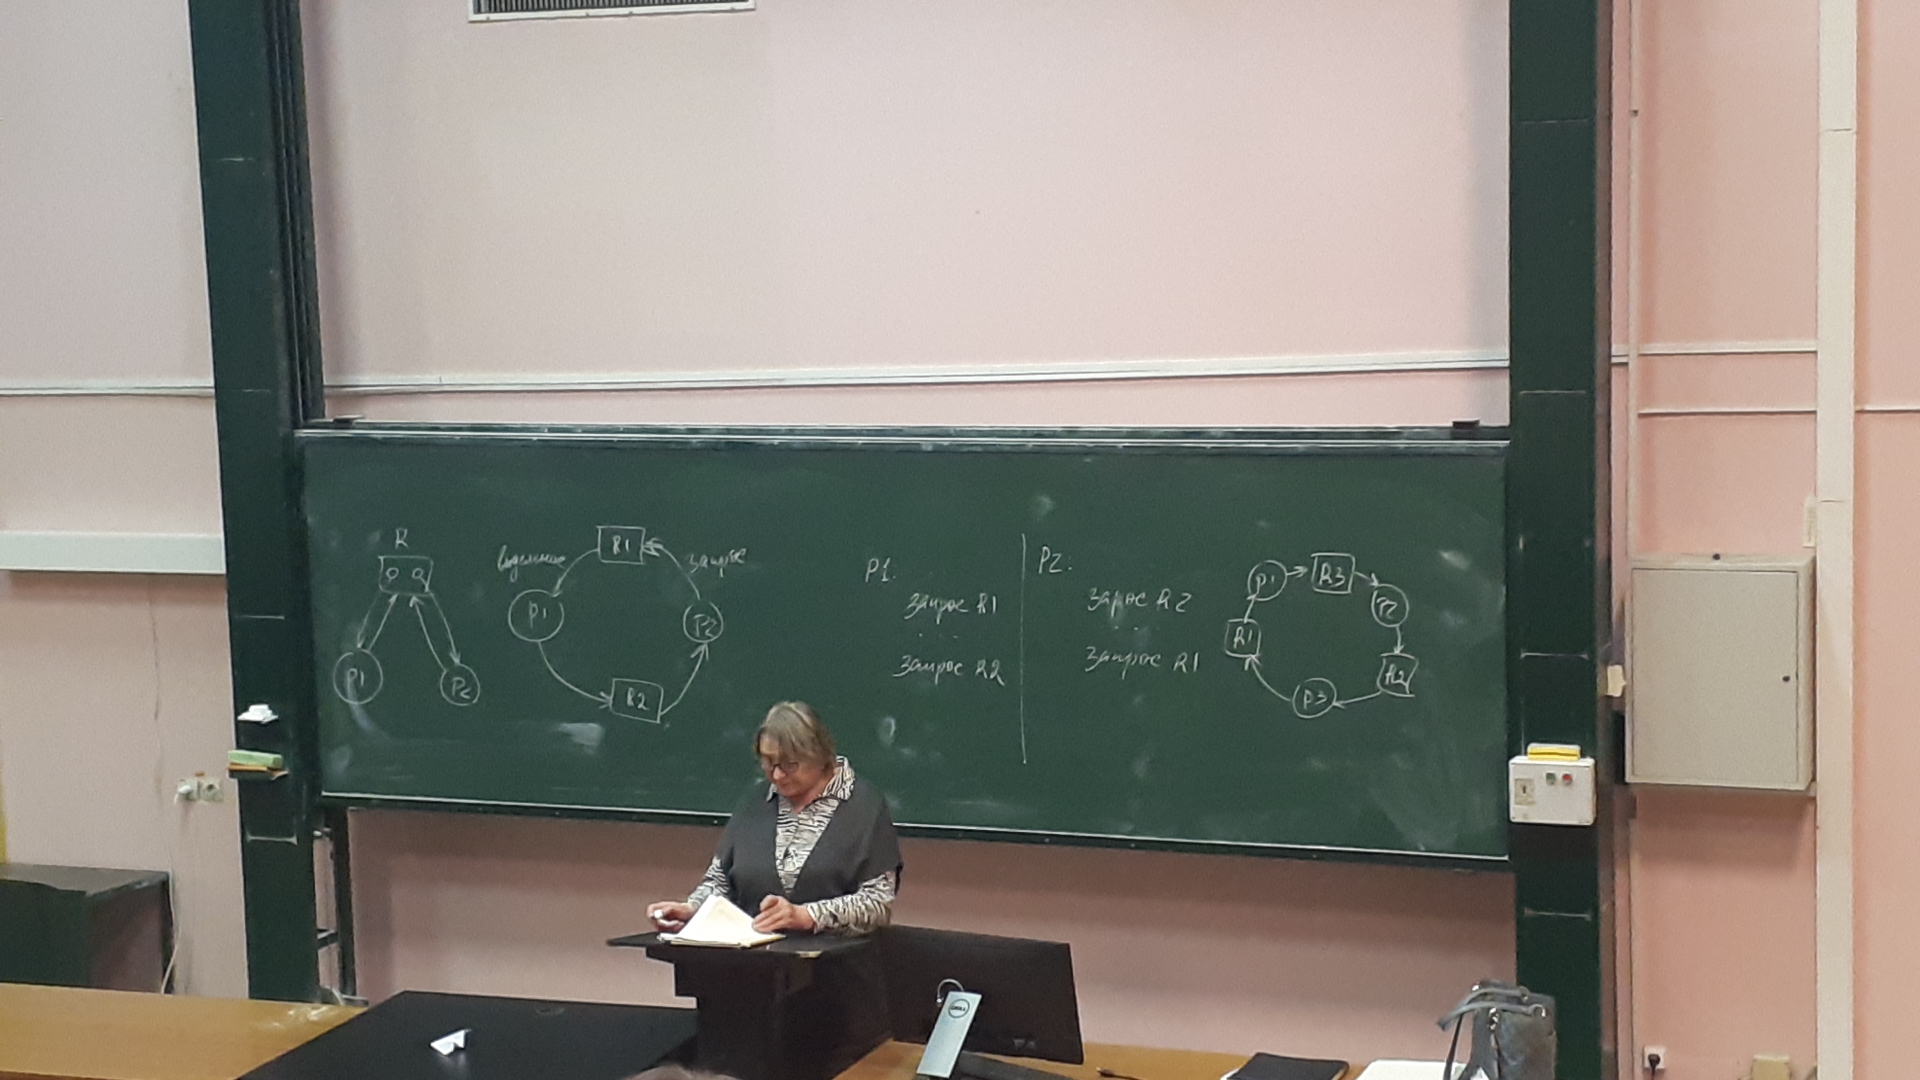 R
P1
P2
R1
выделение
запрос
P1
P2
R2
P1:
запрос R1
. . .
запрос R2
P2:
запрос R2
. . .
запрос R1
P1
R3
P2
R1
R2
P3
DELL